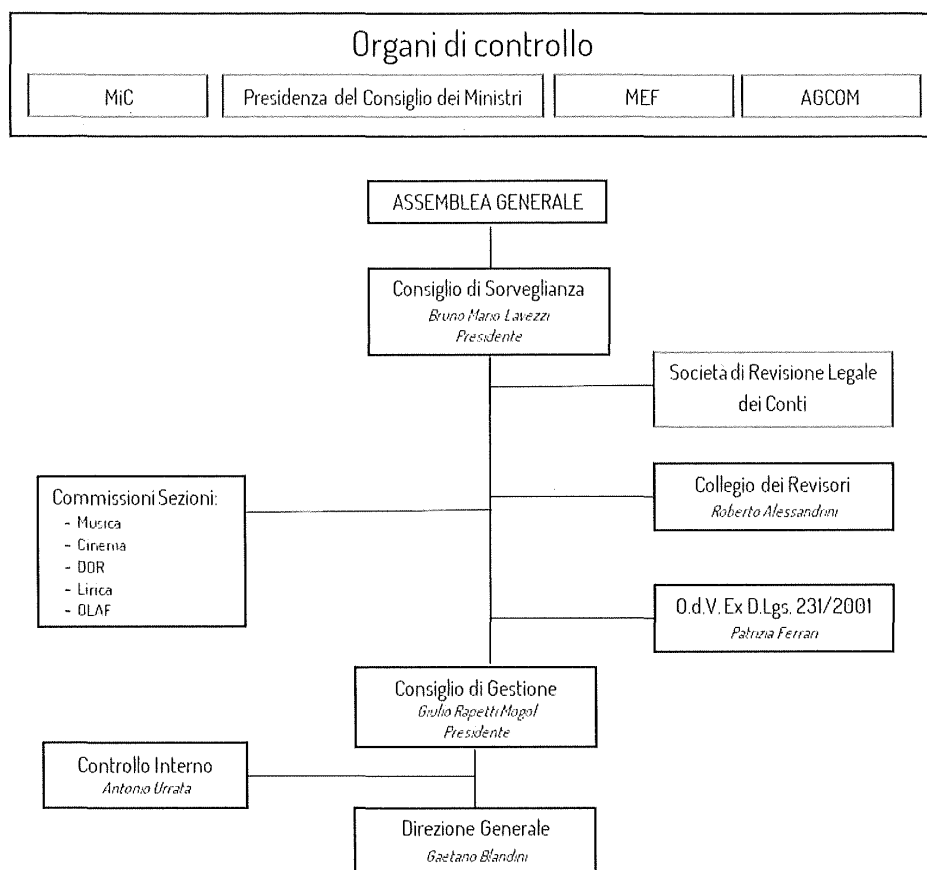 Organi di controllo
MiC
Presidenza del Consiglio dei Ministri
MEF
AGCOM
ASSEMBLEA GENERALE
Consiglio di Sorveglianza
Bruno Mario Lavezzi
Presidente
Società di Revisione Legale
dei Conti
Commissioni Sezioni:
- Musica
- Cinema
- DOR
- Lirica
- OLAF
Collegio dei Revisori
Roberto Alessandrini
O.d.V. Ex D.Lgs. 231/2001
Patrizia Ferrari
Consiglio di Gestione
Giulio Rapetti Mogol
Presidente
Controllo Interno
Antonio Urrata
Direzione Generale
Gaetano Blandini